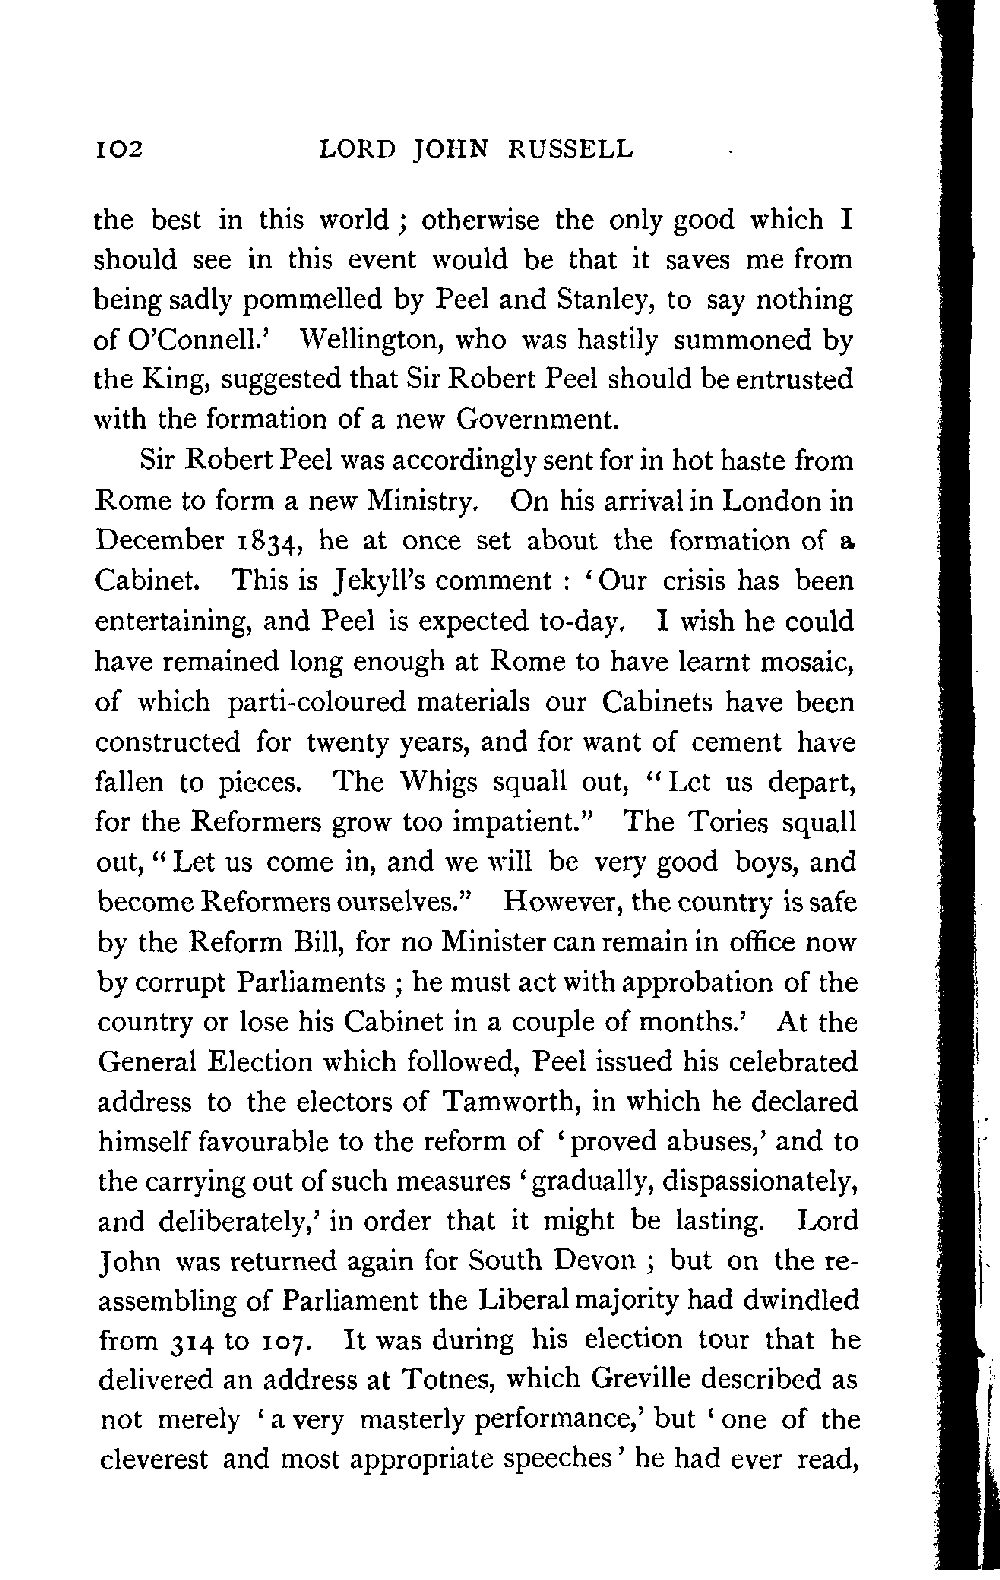 102 LORD JOHN RUSSELL
the best in this world ; otherwise the only good which I
should see in this event would be that it saves me from
being sadly pommelled by Peel and Stanley, to say nothing
of O'Connell.' Wellington, who was hastily summoned by
the King, suggested that Sir Robert Peel should be entrusted
with the formation of a new Government.
Sir Robert Peel was accordingly sent for in hot haste from
Rome to form a new Ministry. On his arrival in London in
December 1834, he at once set about the formation of a
Cabinet. This is Jekyll's comment : ‘Our crisis has been
entertaining, and Peel is expected to-day. I wish he could
have remained long enough at Rome to have learnt mosaic,
of which parti-coloured materials our Cabinets have been
constructed for twenty years, and for want of cement have
fallen to pieces. The Whigs squall out, “Let us depart,
for the Reformers grow too impatient.” The Tories squall
out, “Let us come in, and we will be very good boys, and
become Reformers ourselves.” However, the country is safe
by the Reform Bill, for no Minister can remain in office now
by corrupt Parliaments ; he must act with approbation of the
country or lose his Cabinet in a couple of months.’ At the
General Election which followed, Peel issued his celebrated
address to the electors of Tamworth, in which he declared
himself favourable to the reform of ‘proved abuses,’ and to
the carrying out of such measures ‘gradually, dispassionately,
and deliberately,’ in order that it might be lasting. Lord
John was returned again for South Devon ; but on the re-
assembling of Parliament the Liberal majority had dwindled
from 314 to 107. It was during his election tour that he
delivered an address at Totnes, which Greville described as
not merely ‘a very masterly performance,’ but ‘one of the
cleverest and most appropriate speeches’ he had ever read,